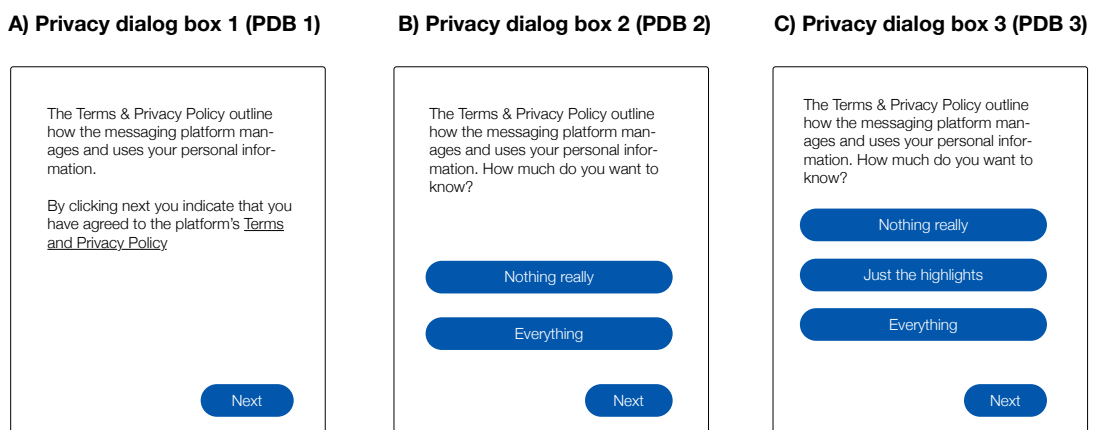 A) Privacy dialog box 1 (PDB 1)
The Terms & Privacy Policy outline
how the messaging platform man-
ages and uses your personal infor-
mation.
By clicking next you indicate that you
have agreed to the platform's Terms
and Privacy Policy
Next
B) Privacy dialog box 2 (PDB 2)
The Terms & Privacy Policy outline
how the messaging platform man-
ages and uses your personal infor-
mation. How much do you want to
know?
Nothing really
Everything
Next
C) Privacy dialog box 3 (PDB 3)
The Terms & Privacy Policy outline
how the messaging platform man-
ages and uses your personal infor-
mation. How much do you want to
know?
Nothing really
Just the highlights
Everything
Next